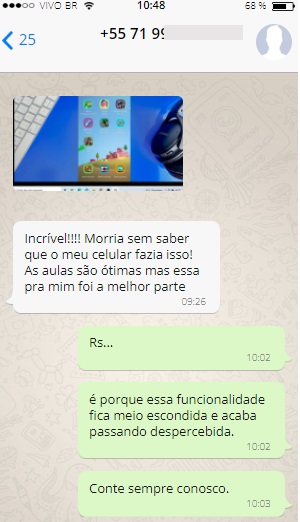 VIVO BR 10:48 68 %
25 +55 71 99
Incrível!!!! Morria sem saber
que o meu celular fazia isso!
As aulas são ótimas mas essa
pra mim foi a melhor parte
09:26
Rs...
10:02
é porque essa funcionalidade
fica meio escondida e acaba
passando despercebida.
10:02
Conte sempre conosco.
10:03